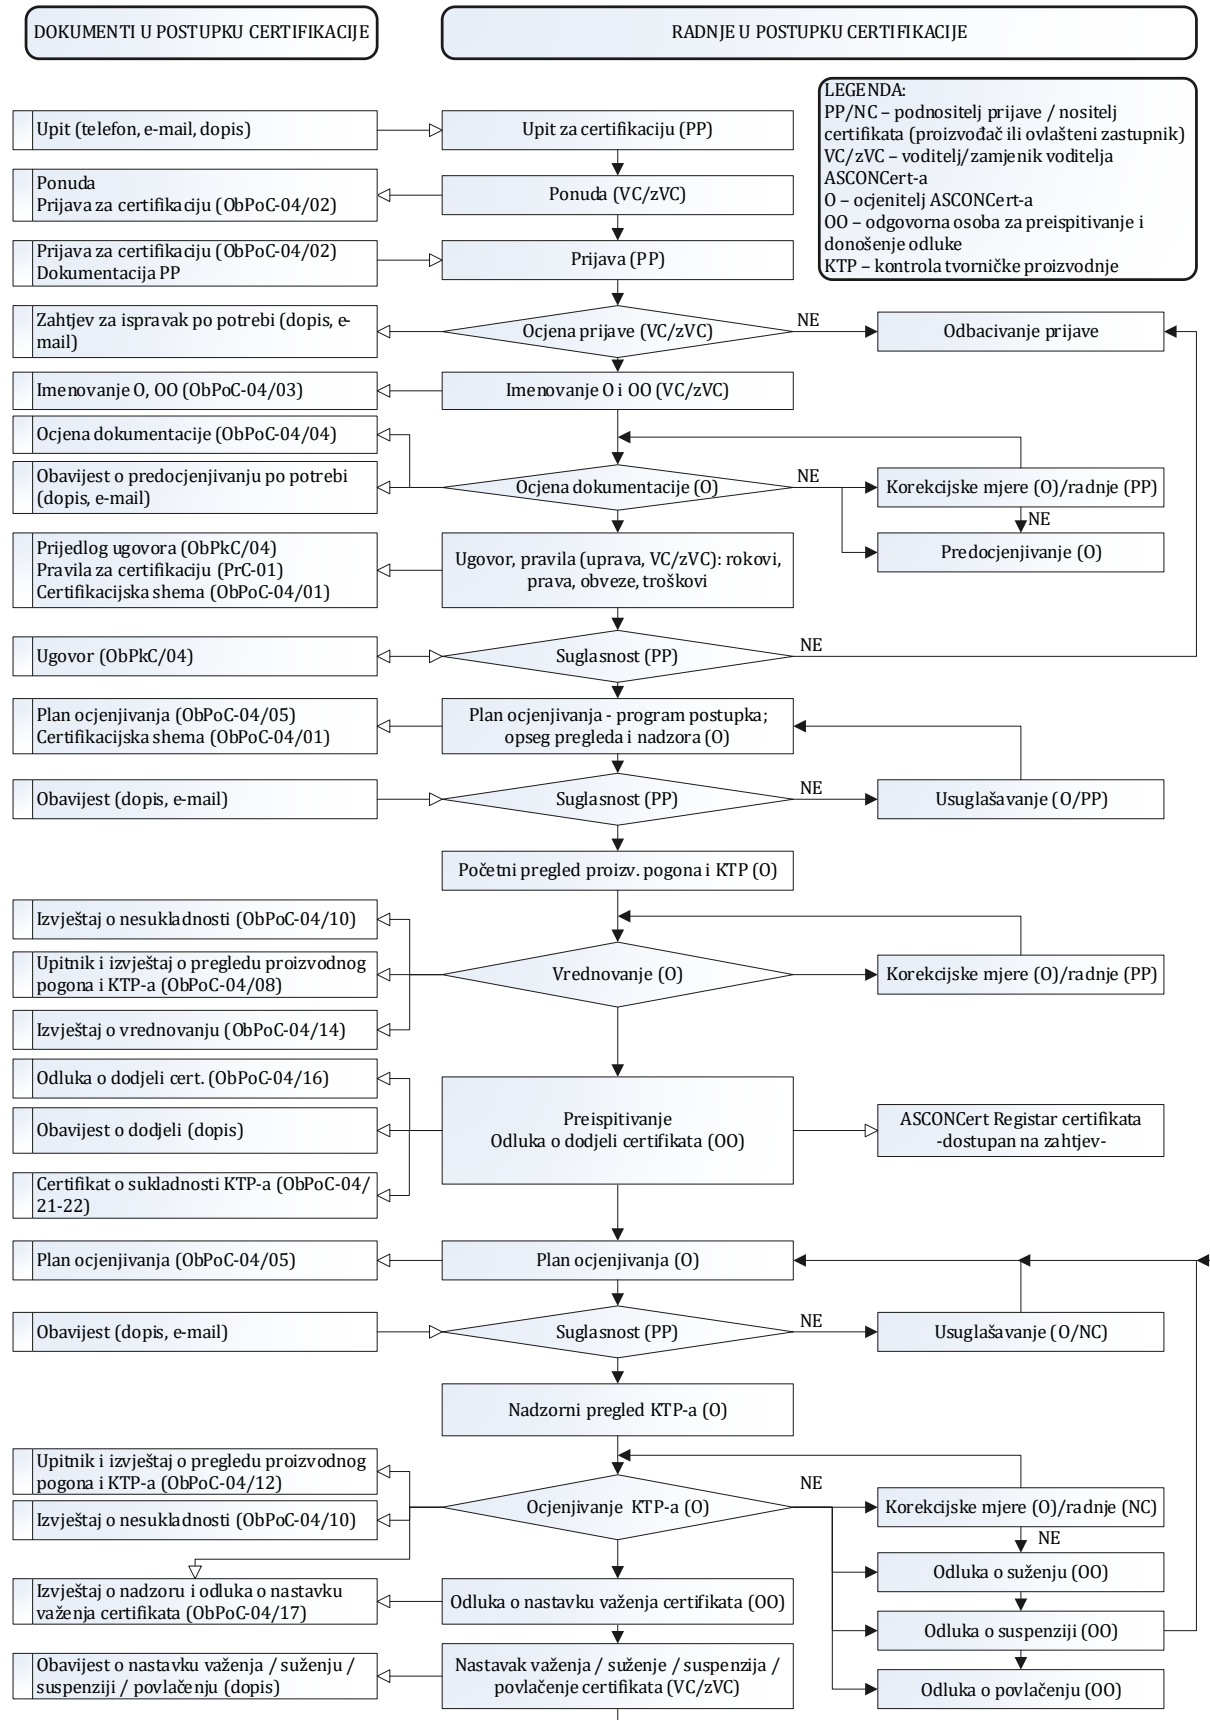 DOKUMENTI U POSTUPKU CERTIFIKACIJE
RADNJE U POSTUPKU CERTIFIKACIJE
LEGENDA:
PP/NC – podnositelj prijave / nositelj
certifikata (proizvođač ili ovlašteni zastupnik)
VC/zVC – voditelj/zamjenik voditelja
ASCONCert-a
O – ocjenitelj ASCONCert-a
OO – odgovorna osoba za preispitivanje i
donošenje odluke
KTP – kontrola tvorničke proizvodnje
Upit (telefon, e-mail, dopis)
Upit za certifikaciju (PP)
Ponuda
Prijava za certifikaciju (ObPoC-04/02)
Ponuda (VC/zVC)
Prijava za certifikaciju (ObPoC-04/02)
Dokumentacija PP
Prijava (PP)
Zahtjev za ispravak po potrebi (dopis, e-
mail)
Ocjena prijave (VC/zVC)
NE
Odbacivanje prijave
Imenovanje O, OO (ObPoC-04/03)
Imenovanje O i OO (VC/zVC)
Ocjena dokumentacije (ObPoC-04/04)
Obavijest o predocjenjivanju po potrebi
(dopis, e-mail)
Ocjena dokumentacije (O)
NE
Korekcijske mjere (O)/radnje (PP)
NE
Predocjenjivanje (O)
Prijedlog ugovora (ObPkC/04)
Pravila za certifikaciju (PrC-01)
Certifikacijska shema (ObPoC-04/01)
Ugovor, pravila (uprava, VC/zVC): rokovi,
prava, obveze, troškovi
Ugovor (ObPkC/04)
Suglasnost (PP)
NE
Plan ocjenjivanja (ObPoC-04/05)
Certifikacijska shema (ObPoC-04/01)
Plan ocjenjivanja - program postupka;
opseg pregleda i nadzora (O)
Obavijest (dopis, e-mail)
Suglasnost (PP)
NE
Usuglašavanje (O/PP)
Početni pregled proizv. pogona i KTP (O)
Izvještaj o nesukladnosti (ObPoC-04/10)
Upitnik i izvještaj o pregledu proizvodnog
pogona i KTP-a (ObPoC-04/08)
Izvještaj o vrednovanju (ObPoC-04/14)
Vrednovanje (O)
Korekcijske mjere (O)/radnje (PP)
Odluka o dodjeli cert. (ObPoC-04/16)
Obavijest o dodjeli (dopis)
Certifikat o sukladnosti KTP-a (ObPoC-04/
21-22)
Preispitivanje
Odluka o dodjeli certifikata (OO)
ASCONCert Registar certifikata
-dostupan na zahtjev-
Plan ocjenjivanja (ObPoC-04/05)
Plan ocjenjivanja (O)
Obavijest (dopis, e-mail)
Suglasnost (PP)
NE
Usuglašavanje (O/NC)
Nadzorni pregled KTP-a (O)
Upitnik i izvještaj o pregledu proizvodnog
pogona i KTP-a (ObPoC-04/12)
Izvještaj o nesukladnosti (ObPoC-04/10)
Ocjenjivanje KTP-a (O)
NE
Korekcijske mjere (O)/radnje (NC)
NE
Odluka o suženju (OO)
Izvještaj o nadzoru i odluka o nastavku
važenja certifikata (ObPoC-04/17)
Odluka o nastavku važenja certifikata (OO)
Odluka o suspenziji (OO)
Obavijest o nastavku važenja / suženju /
suspenziji / povlačenju (dopis)
Nastavak važenja / suženje / suspenzija /
povlačenje certifikata (VC/zVC)
Odluka o povlačenju (OO)